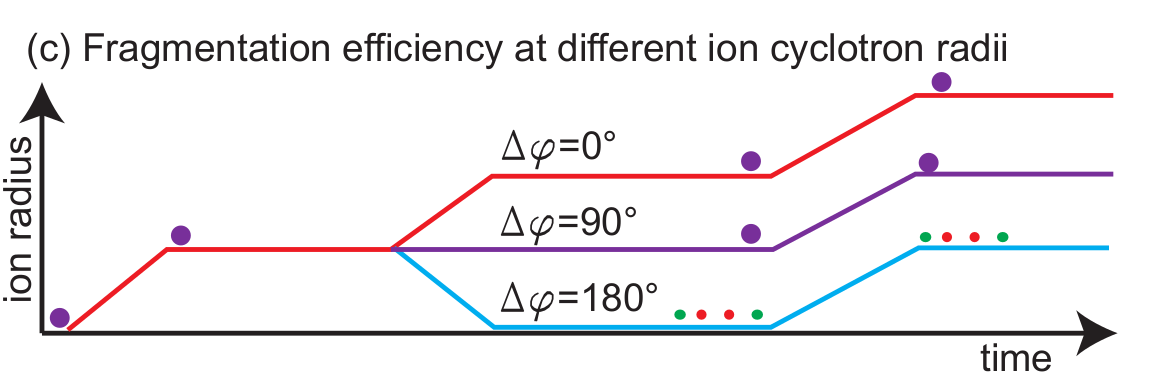 (c) Fragmentation efficiency at different ion cyclotron radii
ion radius
Δφ=0°
Δφ=90°
Δφ=180°
time